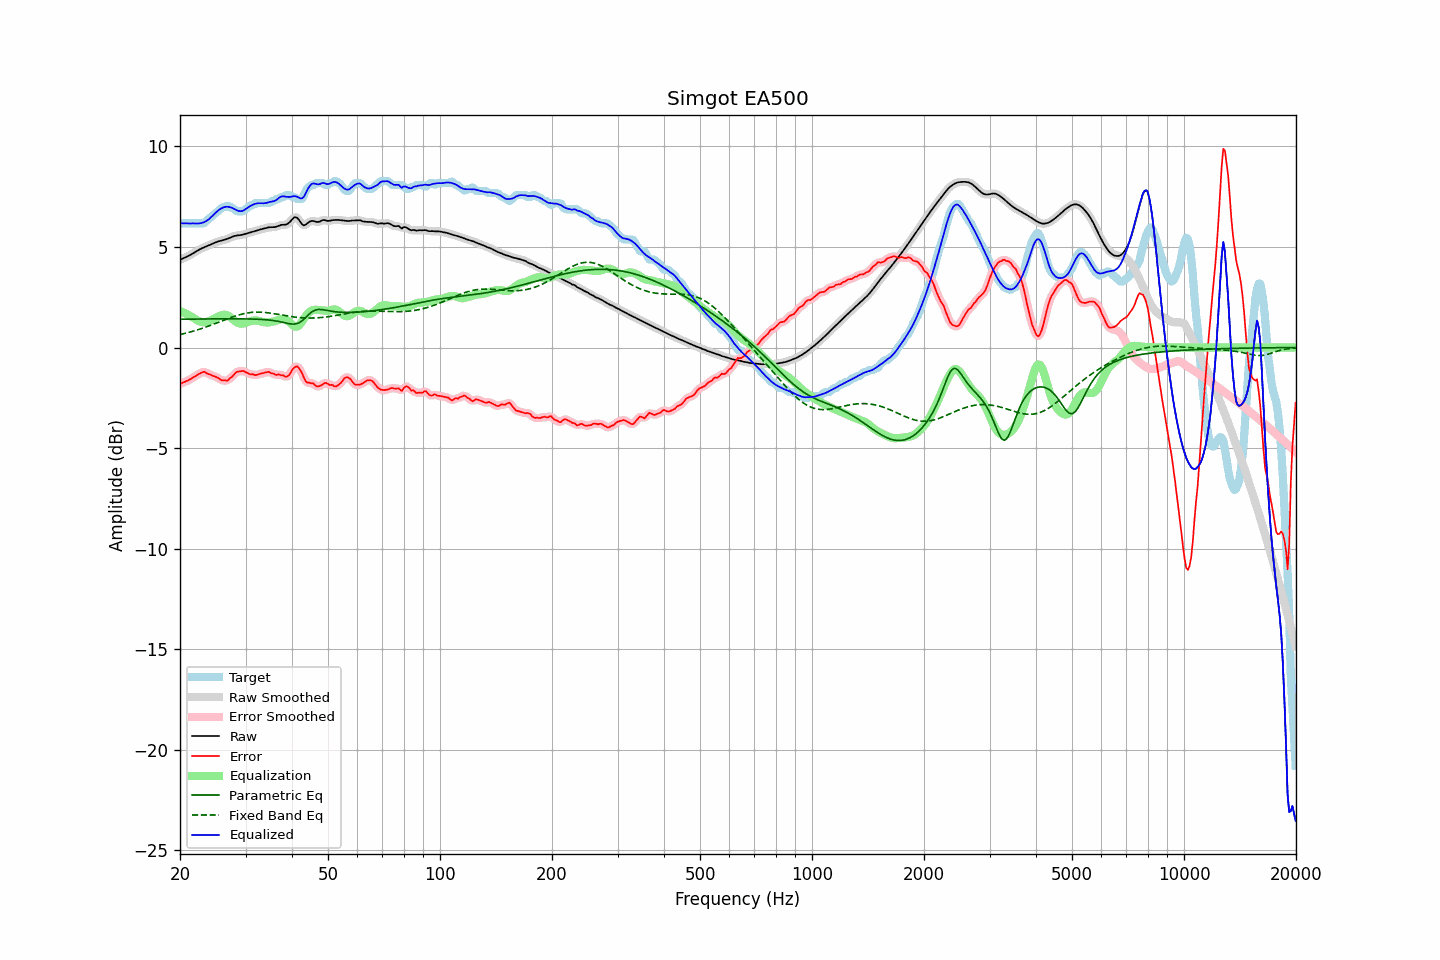 Simgot EA500
Amplitude (dBr)
10
5
0
−5
−10
−15
−20
−25
Target
Raw Smoothed
Error Smoothed
Raw
Error
Equalization
Parametric Eq
Fixed Band Eq
Equalized
20 50 100 200 500 1000 2000 5000 10000 20000
Frequency (Hz)